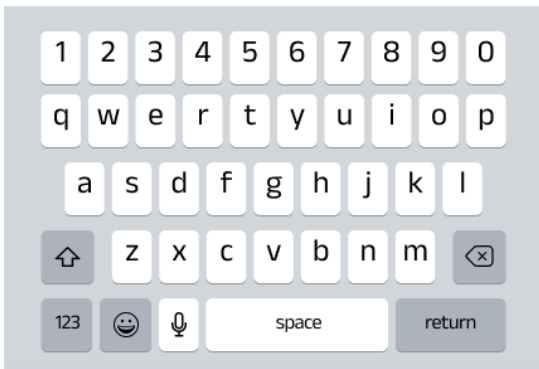 1 2 3 4 5 6 7 8 9 0
q w e r t y u i o p
a s d f g h j k l
z x c v b n m
123 space return